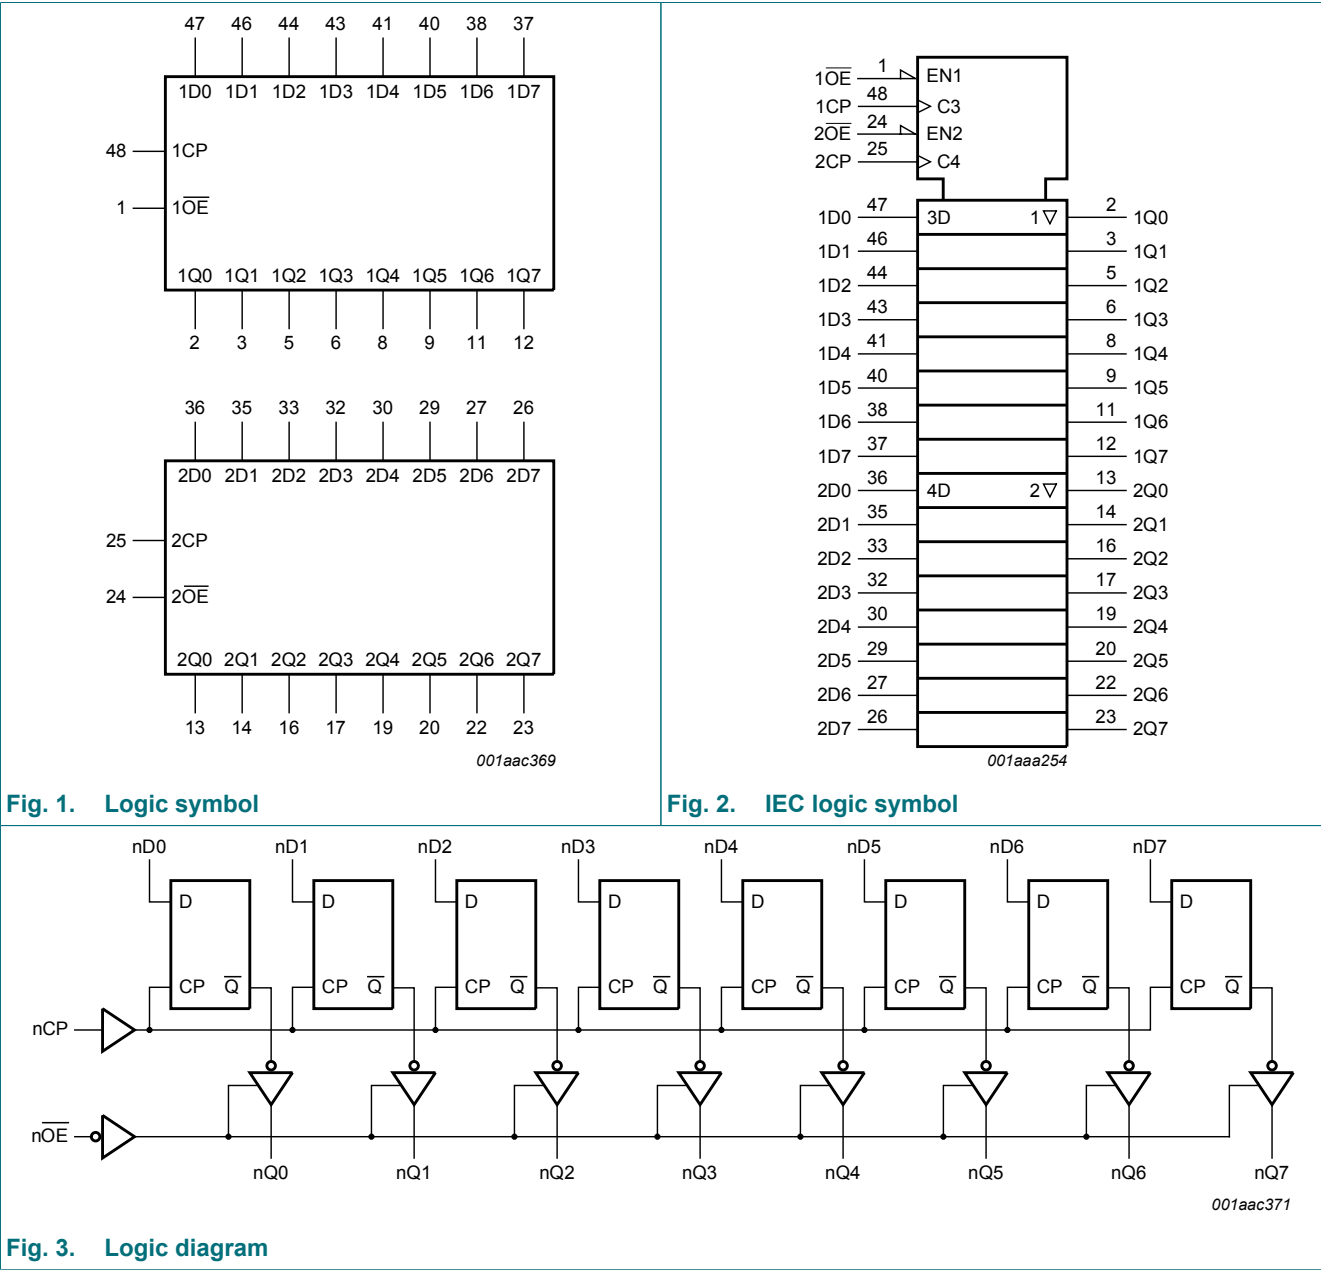 47 46 44 43 41 40 38 37
1D0 1D1 1D2 1D3 1D4 1D5 1D6 1D7
48 1CP
1 1O̅E̅
1Q0 1Q1 1Q2 1Q3 1Q4 1Q5 1Q6 1Q7
2 3 5 6 8 9 11 12
36 35 33 32 30 29 27 26
2D0 2D1 2D2 2D3 2D4 2D5 2D6 2D7
25 2CP
24 2O̅E̅
2Q0 2Q1 2Q2 2Q3 2Q4 2Q5 2Q6 2Q7
13 14 16 17 19 20 22 23
001aac369
Fig. 1. Logic symbol
1O̅E̅ 1 EN1
1CP 48 C3
2O̅E̅ 24 EN2
2CP 25 C4
1D0 47 3D 1 ▽ 2 1Q0
1D1 46 3 1Q1
1D2 44 5 1Q2
1D3 43 6 1Q3
1D4 41 8 1Q4
1D5 40 9 1Q5
1D6 38 11 1Q6
1D7 37 12 1Q7
2D0 36 4D 2 ▽ 13 2Q0
2D1 35 14 2Q1
2D2 33 16 2Q2
2D3 32 17 2Q3
2D4 30 19 2Q4
2D5 29 20 2Q5
2D6 27 22 2Q6
2D7 26 23 2Q7
001aaa254
Fig. 2. IEC logic symbol
nD0 nD1 nD2 nD3 nD4 nD5 nD6 nD7
D D D D D D D D
CP Q̅ CP Q̅ CP Q̅ CP Q̅ CP Q̅ CP Q̅ CP Q̅ CP Q̅
nCP
nO̅E̅
nQ0 nQ1 nQ2 nQ3 nQ4 nQ5 nQ6 nQ7
001aac371
Fig. 3. Logic diagram